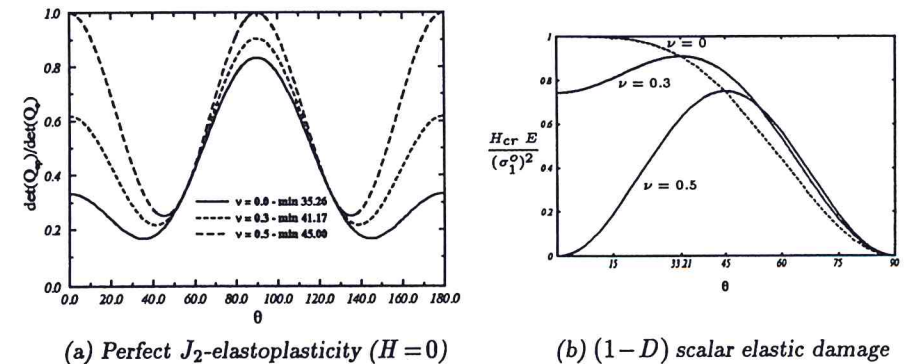 1.0
0.8
0.6
0.4
0.2
0.0
det(Q_ep)/det(Q_e)
ν = 0.0 - min 35.26
ν = 0.3 - min 41.17
ν = 0.5 - min 45.00
0.0 20.0 40.0 60.0 80.0 100.0 120.0 140.0 160.0 180.0
θ
(a) Perfect J₂-elastoplasticity (H = 0)
1
0.8
0.6
0.4
0.2
0
H_cr E
(σ₁ᵒ)²
ν = 0
ν = 0.3
ν = 0.5
15 33.21 45 60 75 90
θ
(b) (1−D) scalar elastic damage